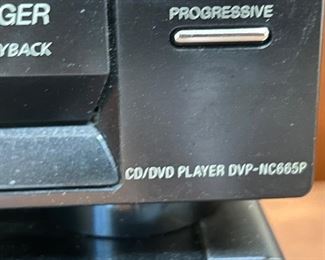 PROGRESSIVE
GER
YBACK
CD/DVD PLAYER DVP-NC665P